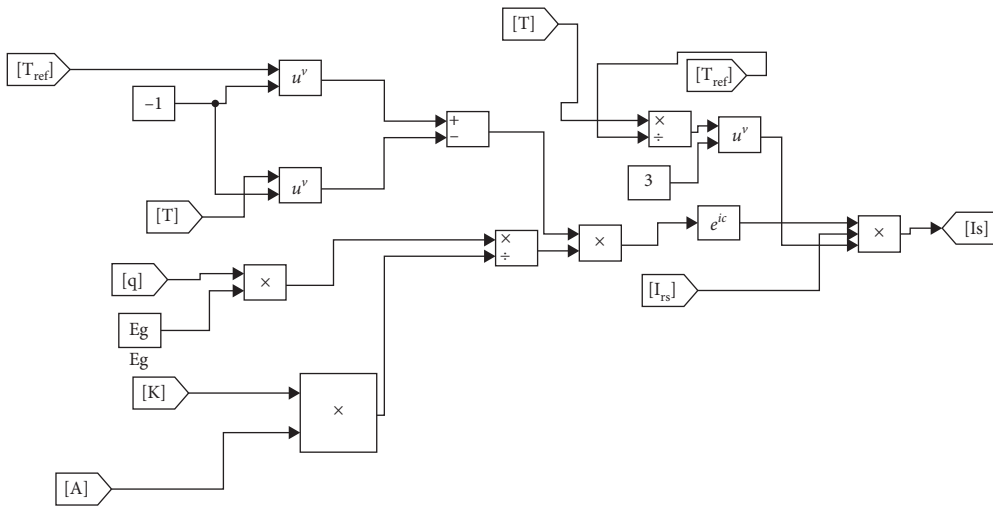 [T]
[T_ref]
[T_ref]
u^v
–1
+
−
×
÷
u^v
u^v
3
[T]
e^ic
×
[Is]
×
÷
×
[q]
×
[I_rs]
Eg
Eg
[K]
×
[A]